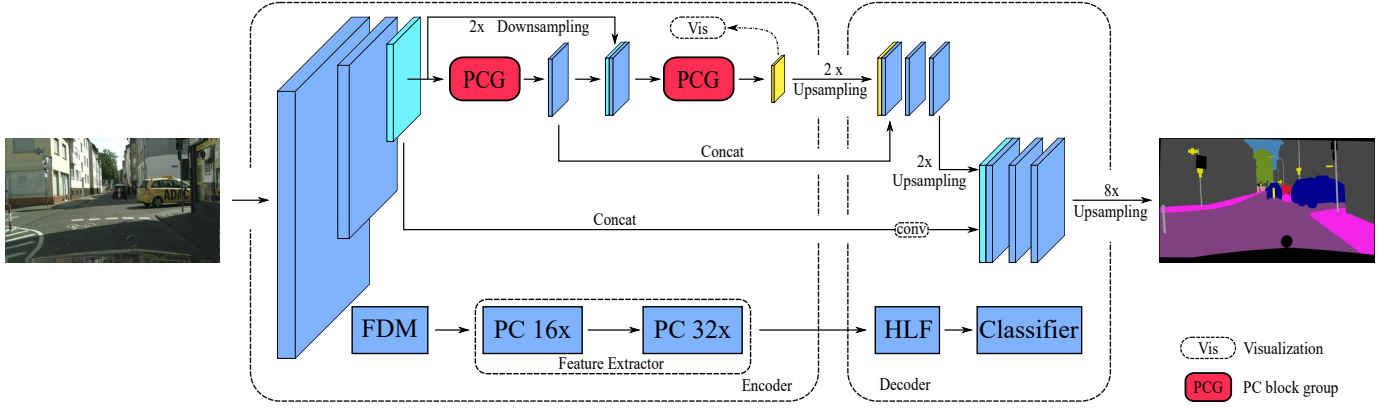 2x Downsampling
Vis
PCG
PCG
2 x
Upsampling
Concat
2x
Upsampling
8x
Upsampling
ADAC
Concat
conv
FDM
PC 16x
PC 32x
HLF
Classifier
Feature Extractor
Encoder
Decoder
Vis
Visualization
PCG
PC block group